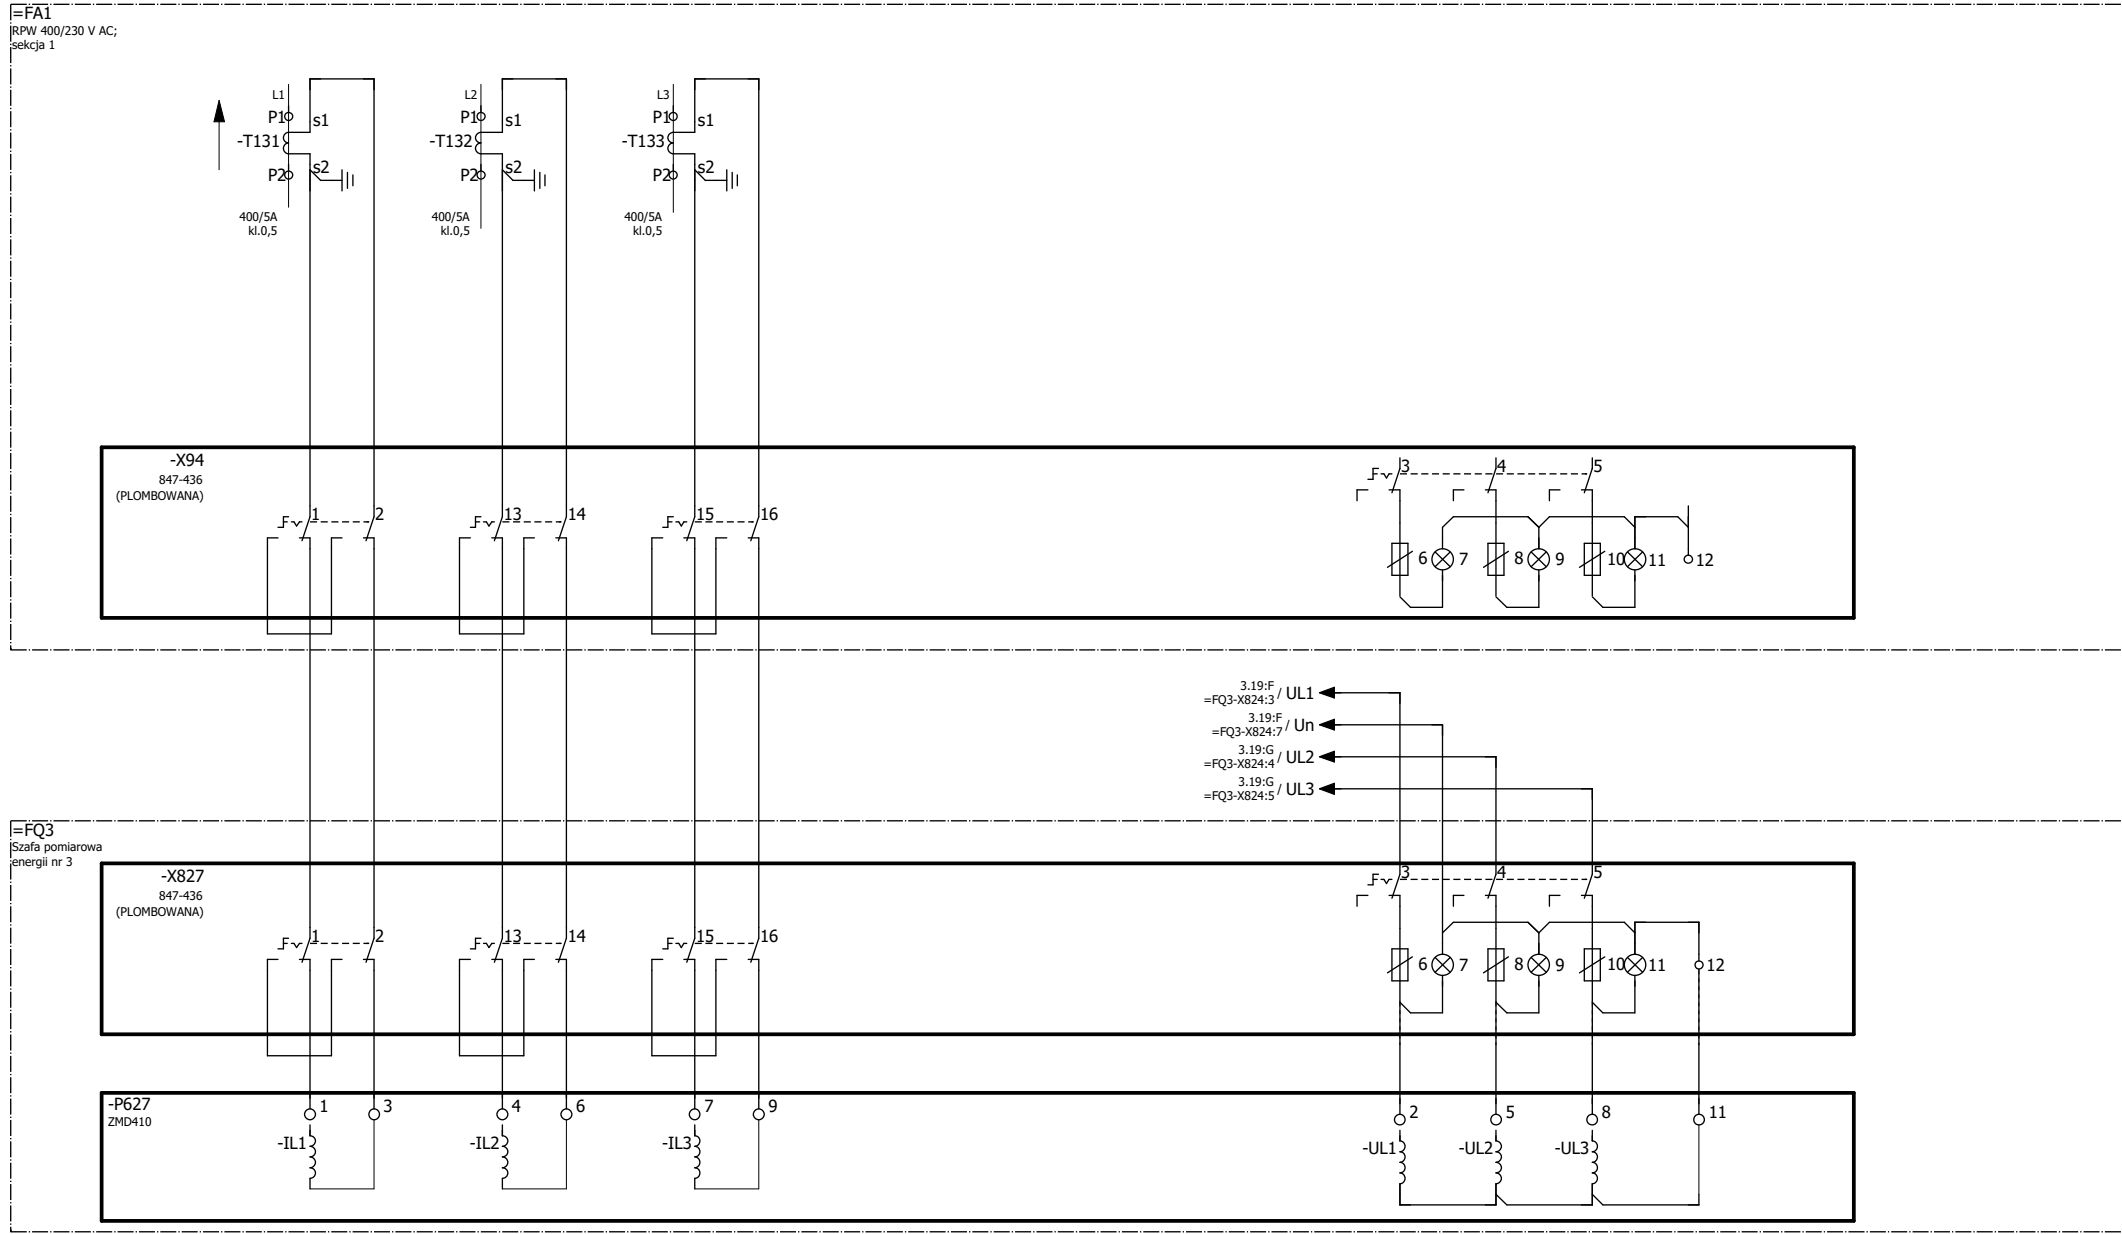 =FA1
RPW 400/230 V AC;
sekcja 1
L1
L2
L3
P1
s1
P1
s1
P1
s1
-T131
-T132
-T133
P2
s2
P2
s2
P2
s2
400/5A
kl.0,5
400/5A
kl.0,5
400/5A
kl.0,5
-X94
847-436
(PLOMBOWANA)
3
4
5
1
2
13
14
15
16
6
7
8
9
10
11
12
3.19:F
=FQ3-X824:3
/ UL1
3.19:F
=FQ3-X824:7
/ Un
3.19:G
=FQ3-X824:4
/ UL2
3.19:G
=FQ3-X824:5
/ UL3
=FQ3
Szafa pomiarowa
energii nr 3
-X827
847-436
(PLOMBOWANA)
3
4
5
1
2
13
14
15
16
6
7
8
9
10
11
12
-P627
ZMD410
1
3
4
6
7
9
2
5
8
11
-IL1
-IL2
-IL3
-UL1
-UL2
-UL3